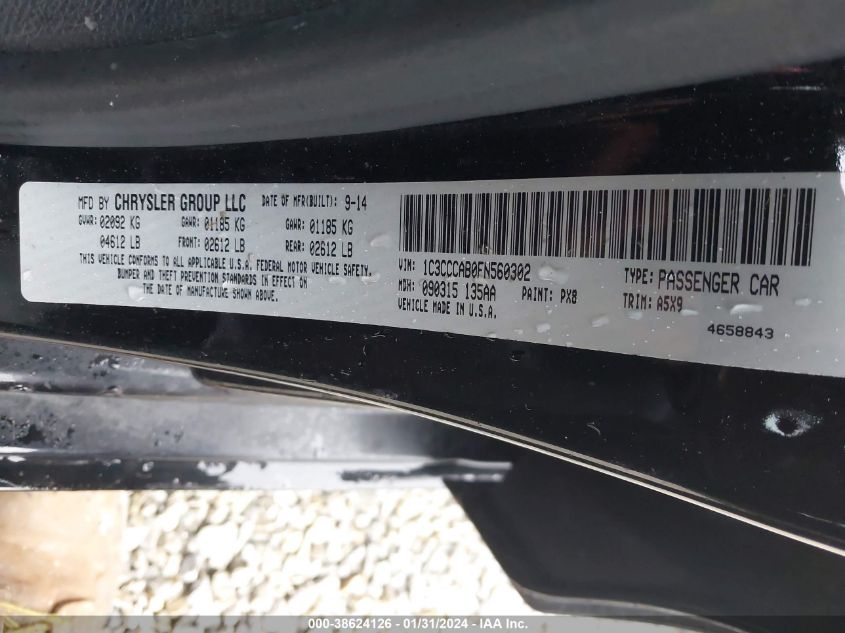 MFD BY CHRYSLER GROUP LLC DATE OF MFR(BUILT): 9-14
GVWR: 02092 KG GAWR: 01185 KG GAWR: 01185 KG
04612 LB FRONT: 02612 LB REAR: 02612 LB
THIS VEHICLE CONFORMS TO ALL APPLICABLE U.S.A. FEDERAL MOTOR VEHICLE SAFETY,
BUMPER AND THEFT PREVENTION STANDARDS IN EFFECT ON
THE DATE OF MANUFACTURE SHOWN ABOVE.
VIN: 1C3CCCAB0FN560302 TYPE: PASSENGER CAR
MDH: 090315 135AA PAINT: PX8 TRIM: A5X9
VEHICLE MADE IN U.S.A.
4658843
000-38624126 - 01/31/2024 - IAA Inc.